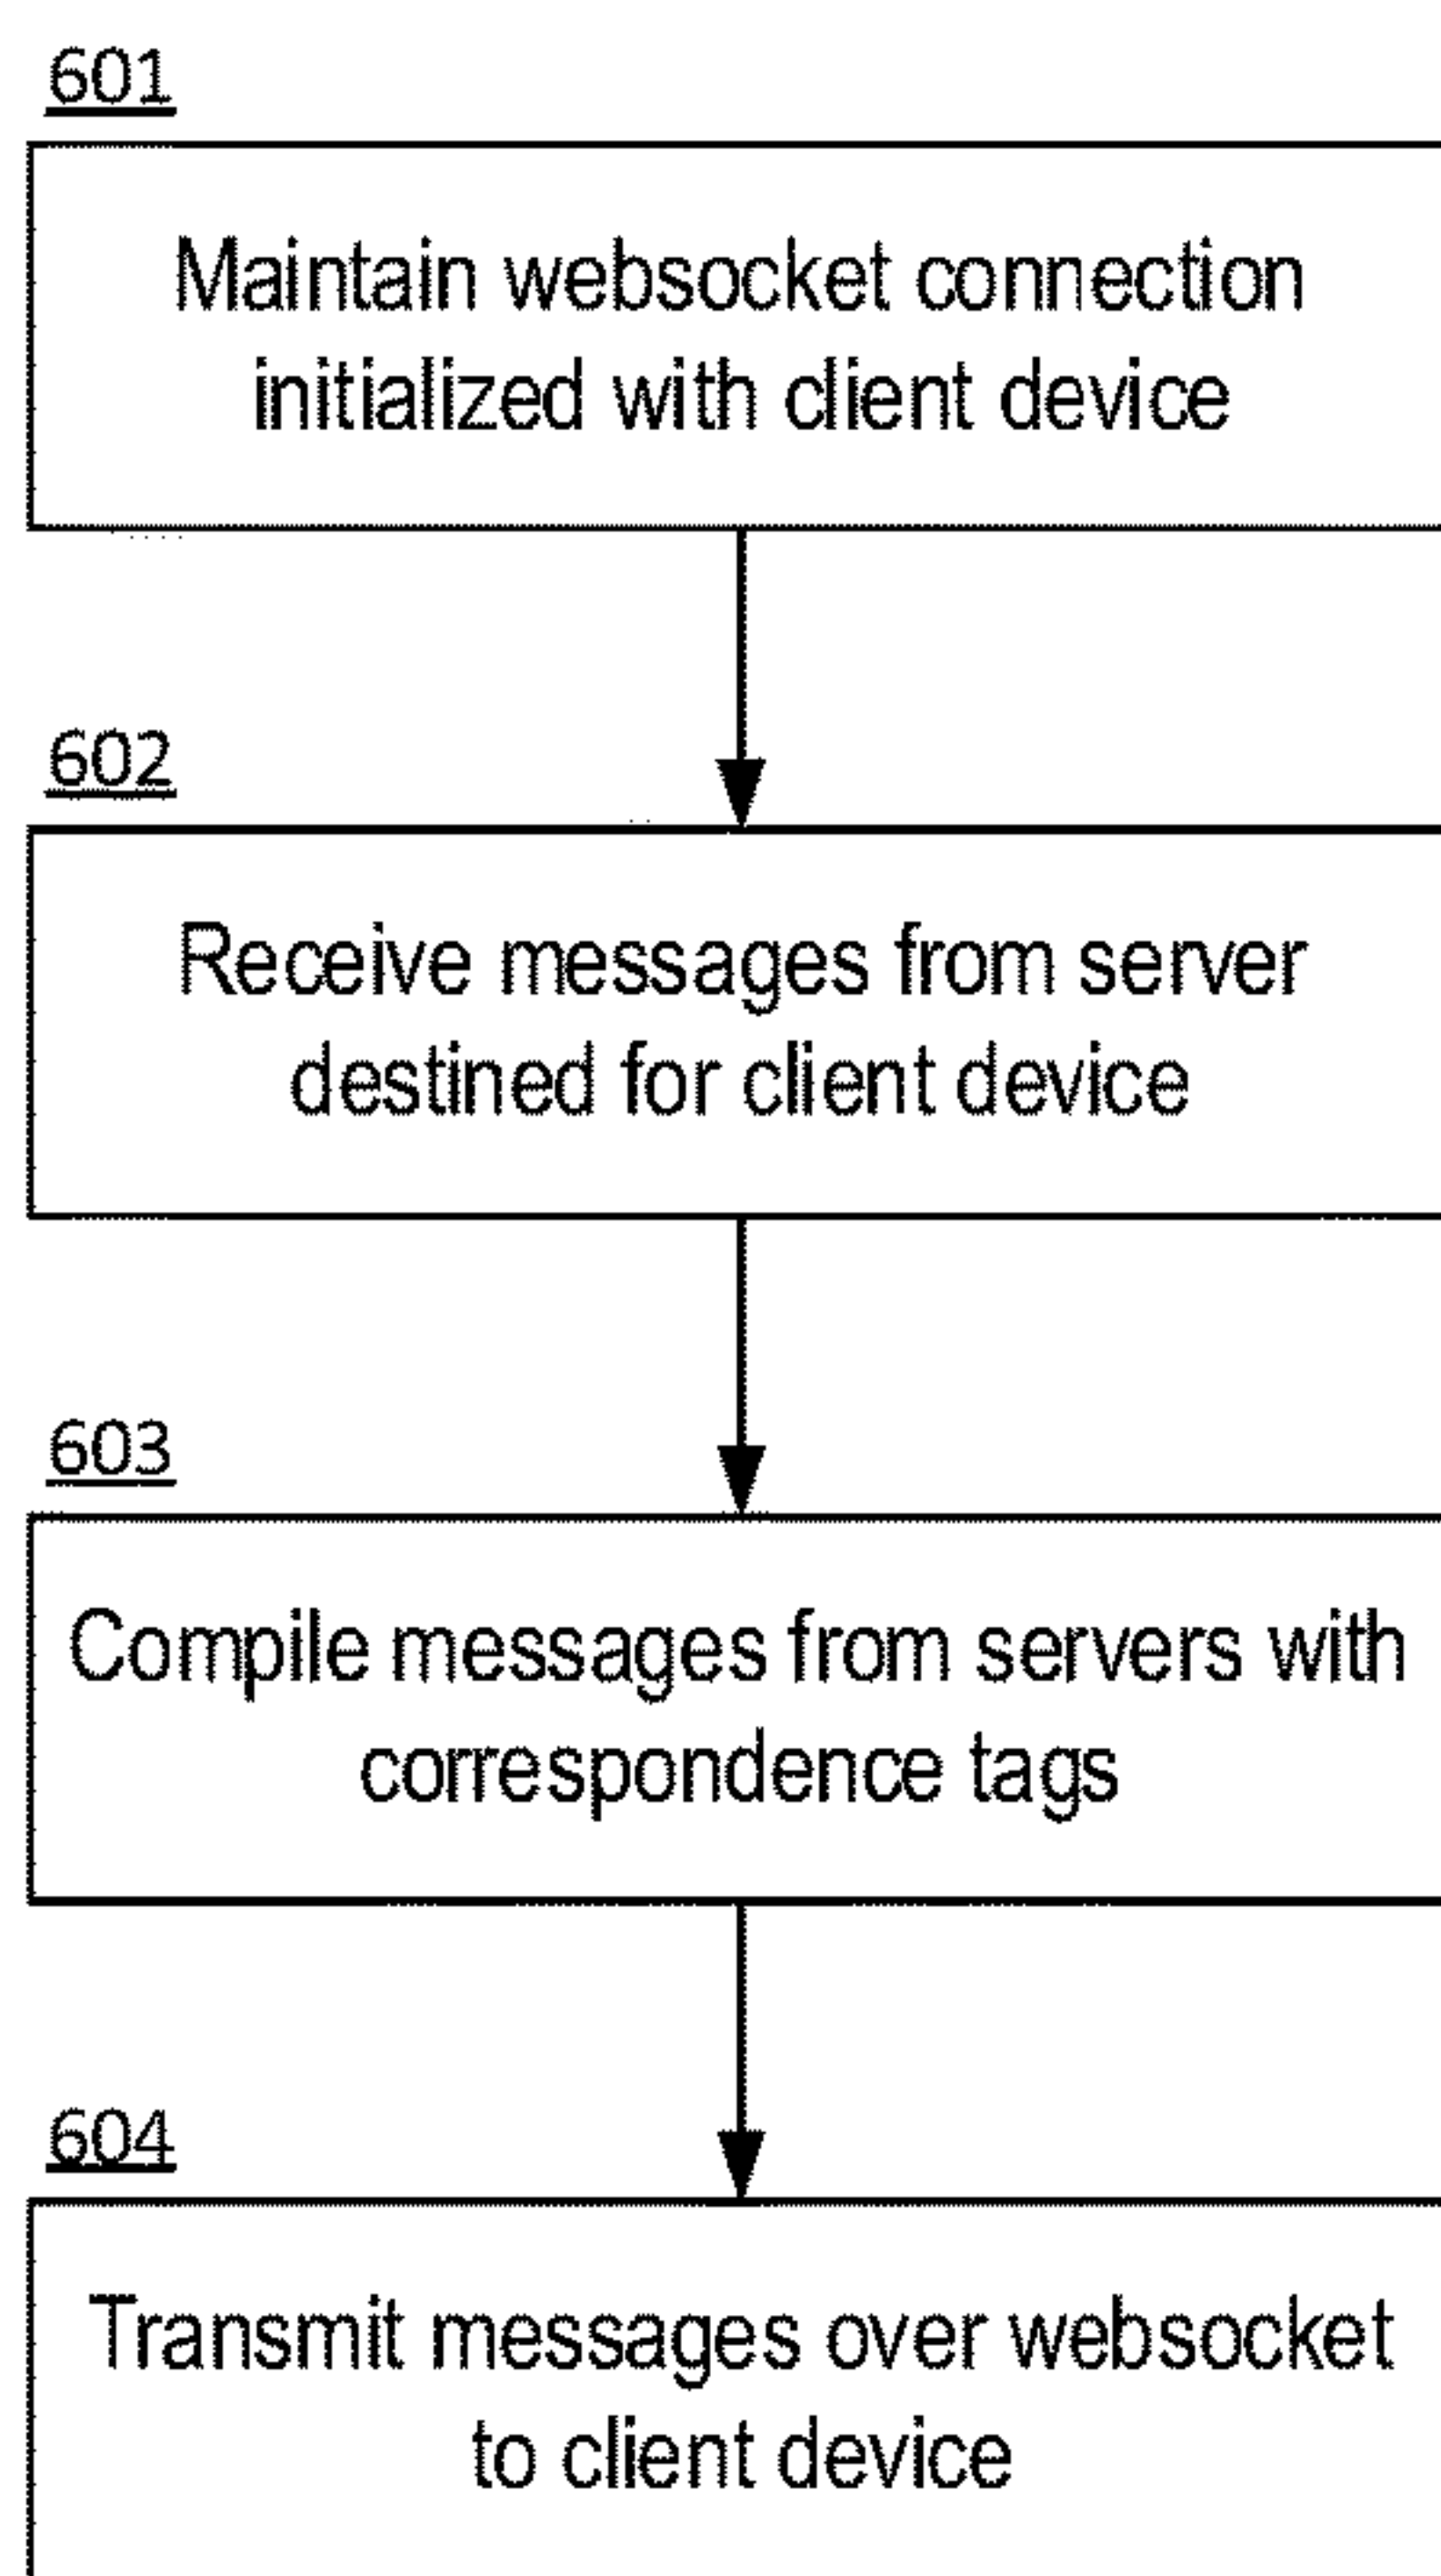 601
Maintain websocket connection
initialized with client device
602
Receive messages from server
destined for client device
603
Compile messages from servers with
correspondence tags
604
Transmit messages over websocket
to client device